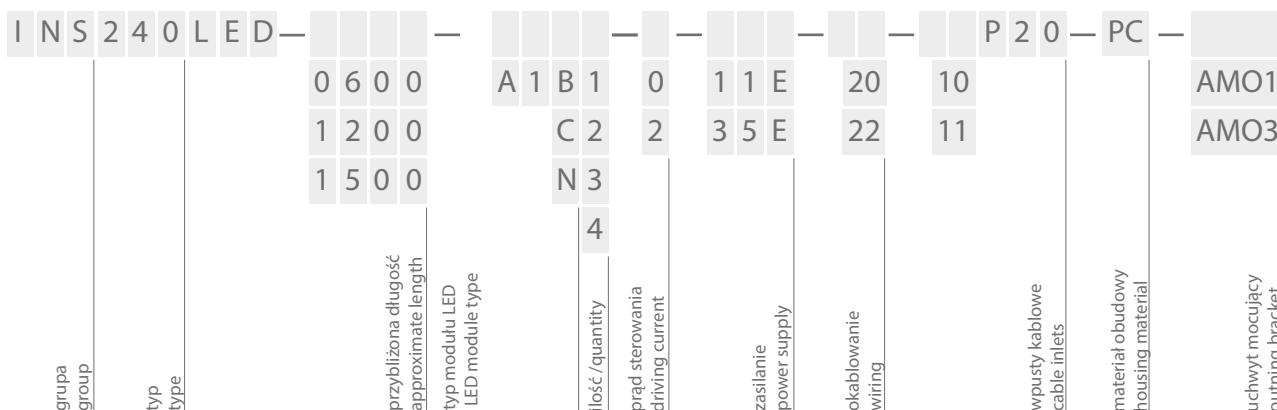 INS240LED— — — — — P20— PC —
0600 A1B1 0 11E 20 10 AMO1
1200 C2 2 35E 22 11 AMO3
1500 N3
4
grupa
group
typ
type
przybliżona długość
approximate length
typ modułu LED
LED module type
ilość / quantity
prąd sterowania
driving current
zasilanie
power supply
okablowanie
wiring
wpusty kablowe
cable inlets
materiał obudowy
housing material
uchwyt mocujący
bracket